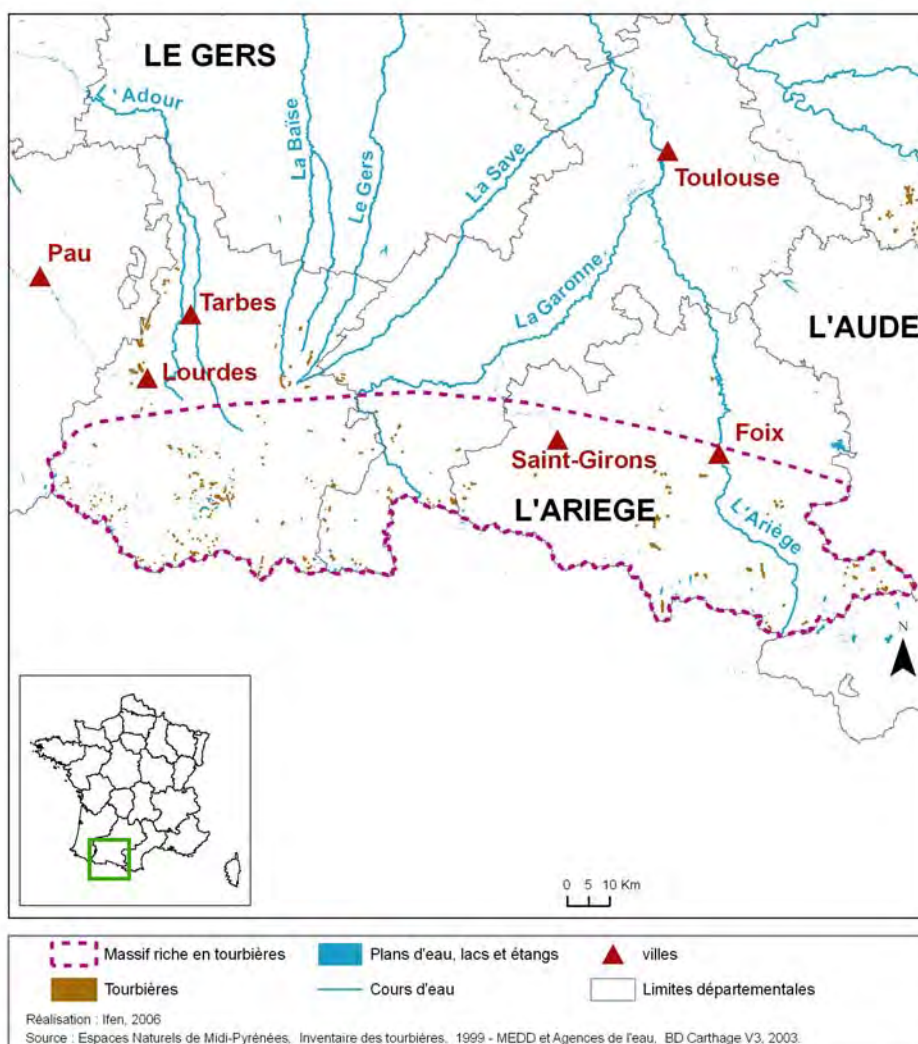 LE GERS
L'Adour
La Baïse
Le Gers
La Save
Toulouse
Pau
La Garonne
Tarbes
L'AUDE
Lourdes
Foix
Saint-Girons
L'ARIEGE
L'Ariège
N
0 5 10 Km
Massif riche en tourbières
Plans d'eau, lacs et étangs
villes
Tourbières
Cours d'eau
Limites départementales
Réalisation : Ifen, 2006
Source : Espaces Naturels de Midi-Pyrénées, Inventaire des tourbières, 1999 - MEDD et Agences de l'eau, BD Carthage V3, 2003.